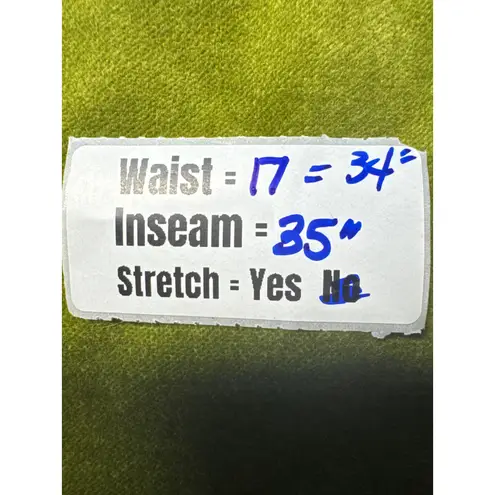 Waist = 17 = 34"
Inseam = 35"
Stretch = Yes No